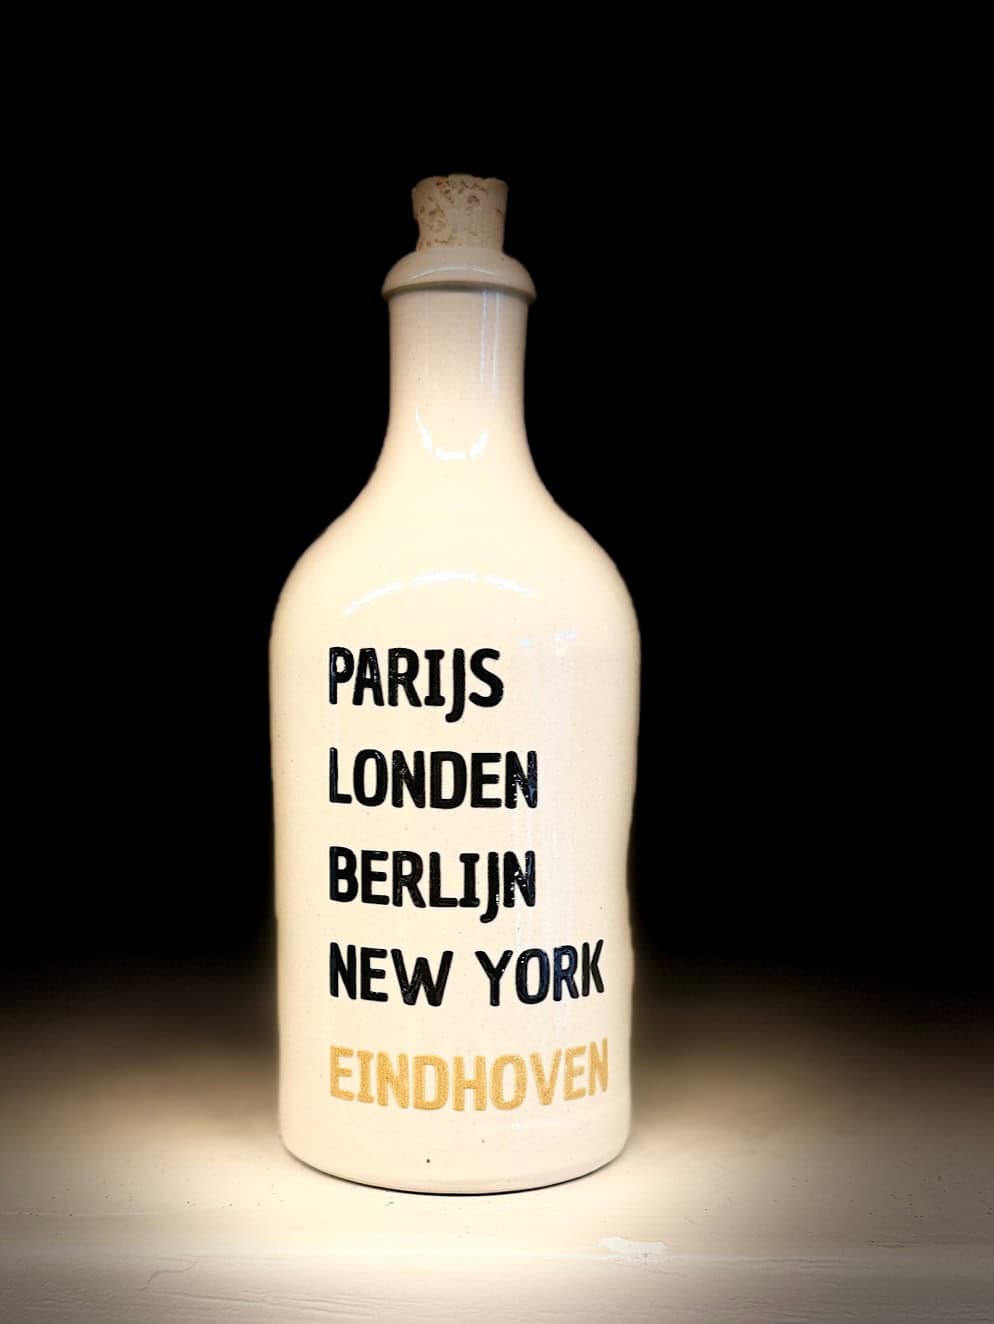 PARIJS
LONDEN
BERLIJN
NEW YORK
EINDHOVEN